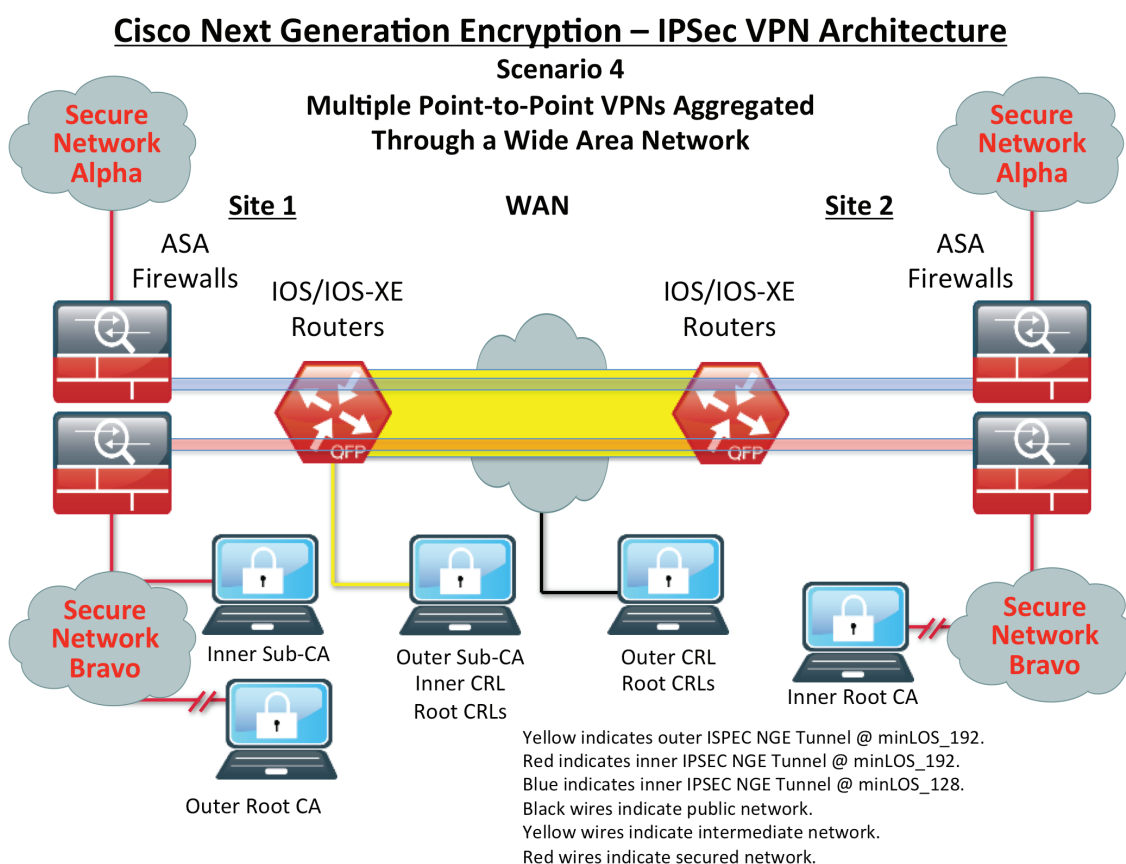 Cisco Next Generation Encryption – IPSec VPN Architecture
Scenario 4
Multiple Point-to-Point VPNs Aggregated
Through a Wide Area Network
Secure
Network
Alpha
Secure
Network
Alpha
Site 1
WAN
Site 2
ASA
Firewalls
ASA
Firewalls
IOS/IOS-XE
Routers
IOS/IOS-XE
Routers
QFP
QFP
Secure
Network
Bravo
Inner Sub-CA
Outer Sub-CA
Inner CRL
Root CRLs
Outer CRL
Root CRLs
Inner Root CA
Secure
Network
Bravo
Outer Root CA
Yellow indicates outer ISPEC NGE Tunnel @ minLOS_192.
Red indicates inner IPSEC NGE Tunnel @ minLOS_192.
Blue indicates inner IPSEC NGE Tunnel @ minLOS_128.
Black wires indicate public network.
Yellow wires indicate intermediate network.
Red wires indicate secured network.